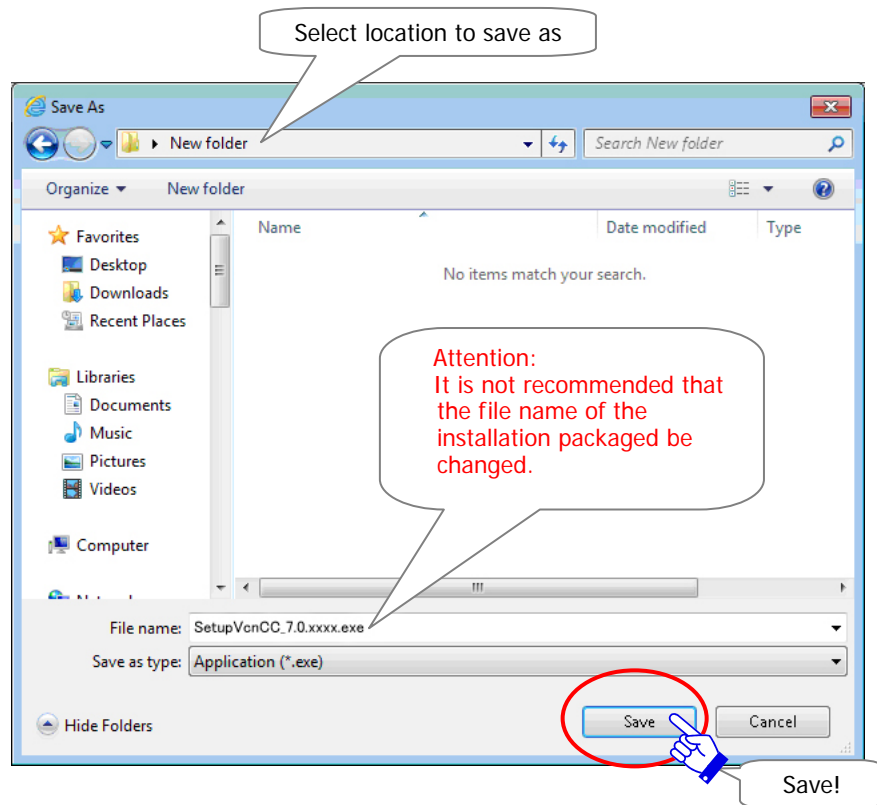 Select location to save as
Save As
New folder
Search New folder
Organize
New folder
Favorites
Desktop
Downloads
Recent Places
Libraries
Documents
Music
Pictures
Videos
Computer
Name
Date modified
Type
No items match your search.
Attention:
It is not recommended that
the file name of the
installation packaged be
changed.
File name:
SetupVcnCC_7.0.xxxx.exe
Save as type:
Application (*.exe)
Hide Folders
Save
Cancel
Save!